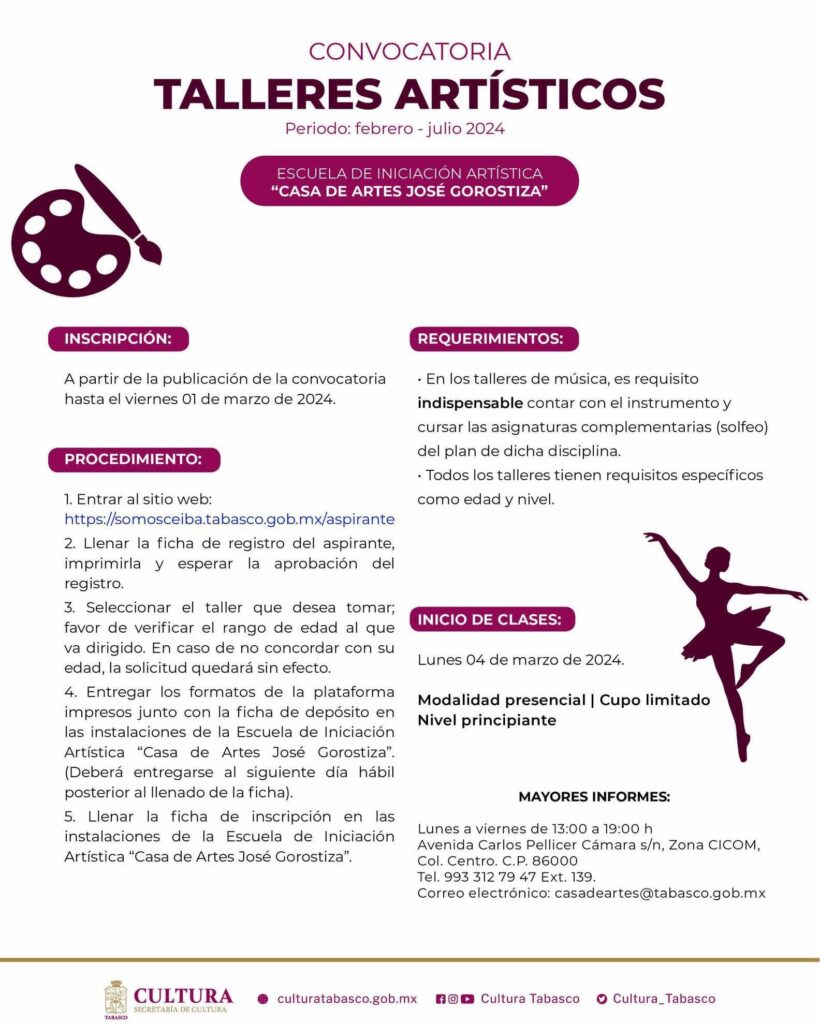 CONVOCATORIA
TALLERES ARTÍSTICOS
Periodo: febrero - julio 2024
ESCUELA DE INICIACIÓN ARTÍSTICA
“CASA DE ARTES JOSÉ GOROSTIZA”
INSCRIPCIÓN:
A partir de la publicación de la convocatoria
hasta el viernes 01 de marzo de 2024.
PROCEDIMIENTO:
1. Entrar al sitio web:
https://somosceiba.tabasco.gob.mx/aspirante
2. Llenar la ficha de registro del aspirante,
imprimirla y esperar la aprobación del
registro.
3. Seleccionar el taller que desea tomar;
favor de verificar el rango de edad al que
va dirigido. En caso de no concordar con su
edad, la solicitud quedará sin efecto.
4. Entregar los formatos de la plataforma
impresos junto con la ficha de depósito en
las instalaciones de la Escuela de Iniciación
Artística “Casa de Artes José Gorostiza”.
(Deberá entregarse al siguiente día hábil
posterior al llenado de la ficha).
5. Llenar la ficha de inscripción en las
instalaciones de la Escuela de Iniciación
Artística “Casa de Artes José Gorostiza”.
REQUERIMIENTOS:
• En los talleres de música, es requisito
indispensable contar con el instrumento y
cursar las asignaturas complementarias (solfeo)
del plan de dicha disciplina.
• Todos los talleres tienen requisitos específicos
como edad y nivel.
INICIO DE CLASES:
Lunes 04 de marzo de 2024.
Modalidad presencial | Cupo limitado
Nivel principiante
MAYORES INFORMES:
Lunes a viernes de 13:00 a 19:00 h
Avenida Carlos Pellicer Cámara s/n, Zona CICOM,
Col. Centro. C.P. 86000
Tel. 993 312 79 47 Ext. 139.
Correo electrónico: casadeartes@tabasco.gob.mx
TABASCO
CULTURA
SECRETARÍA DE CULTURA
culturatabasco.gob.mx
Cultura Tabasco
Cultura_Tabasco